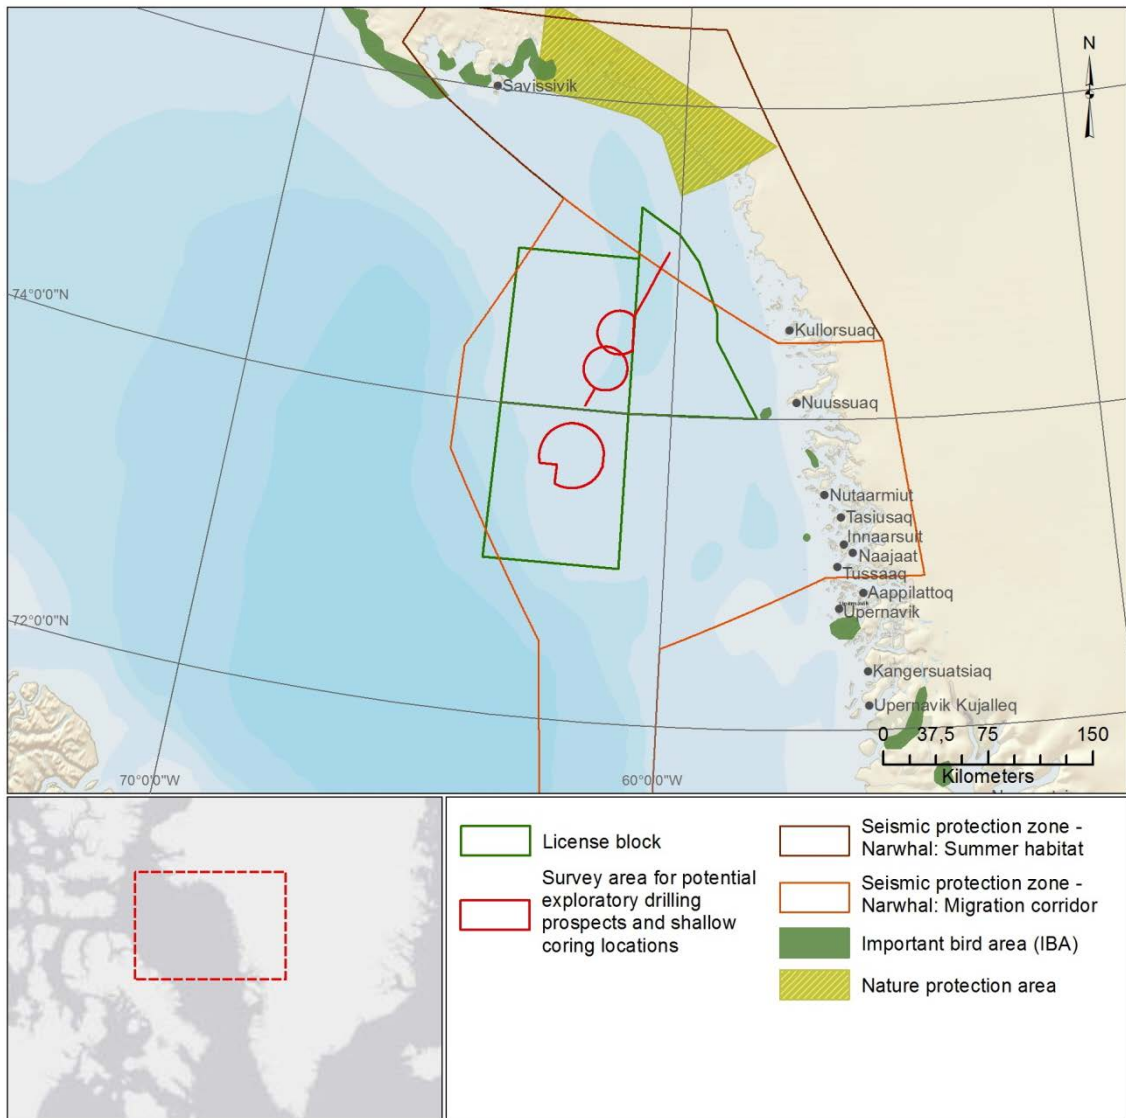 N
Savissivik
74°0'0"N
Kullorsuaq
Nuussuaq
Nutaarmiut
Tasiusaq
Innaarsuit
Naajaat
Tussaaq
Aappilattoq
Upernavik
72°0'0"N
Kangersuatsiaq
Upernavik Kujalleq
0 37,5 75 150
Kilometers
70°0'0"W
60°0'0"W
License block
Survey area for potential
exploratory drilling
prospects and shallow
coring locations
Seismic protection zone -
Narwhal: Summer habitat
Seismic protection zone -
Narwhal: Migration corridor
Important bird area (IBA)
Nature protection area